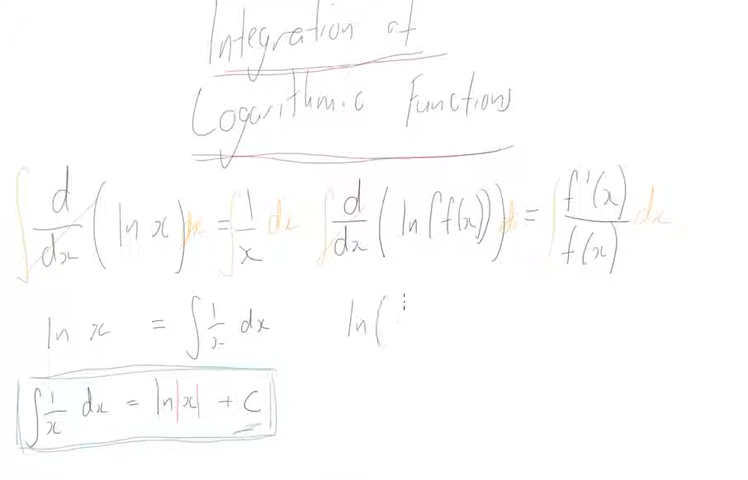 Integration of
Logarithmic Functions
∫ d/dx (ln x) dx = ∫ 1/x dx
∫ d/dx (ln(f(x))) dx = ∫ f'(x)/f(x) dx
ln x = ∫ 1/x dx
ln(
∫ 1/x dx = ln|x| + C